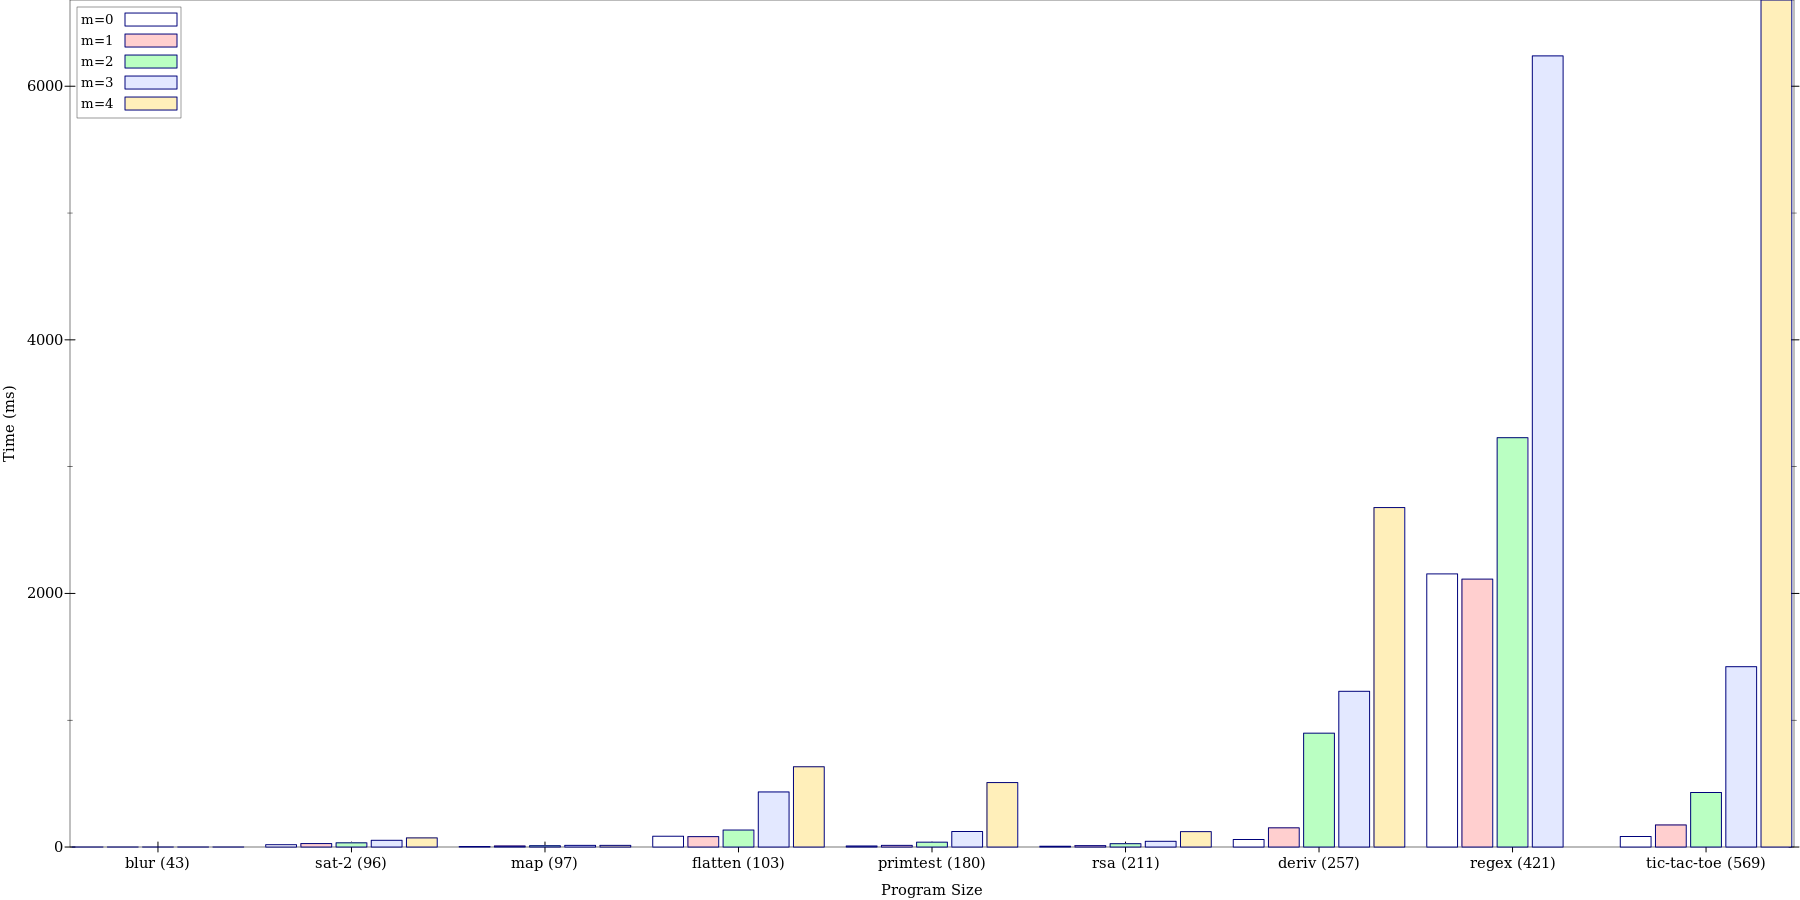 m=0
m=1
m=2
m=3
m=4
6000
4000
2000
0
Time (ms)
blur (43) sat-2 (96) map (97) flatten (103) primtest (180) rsa (211) deriv (257) regex (421) tic-tac-toe (569)
Program Size